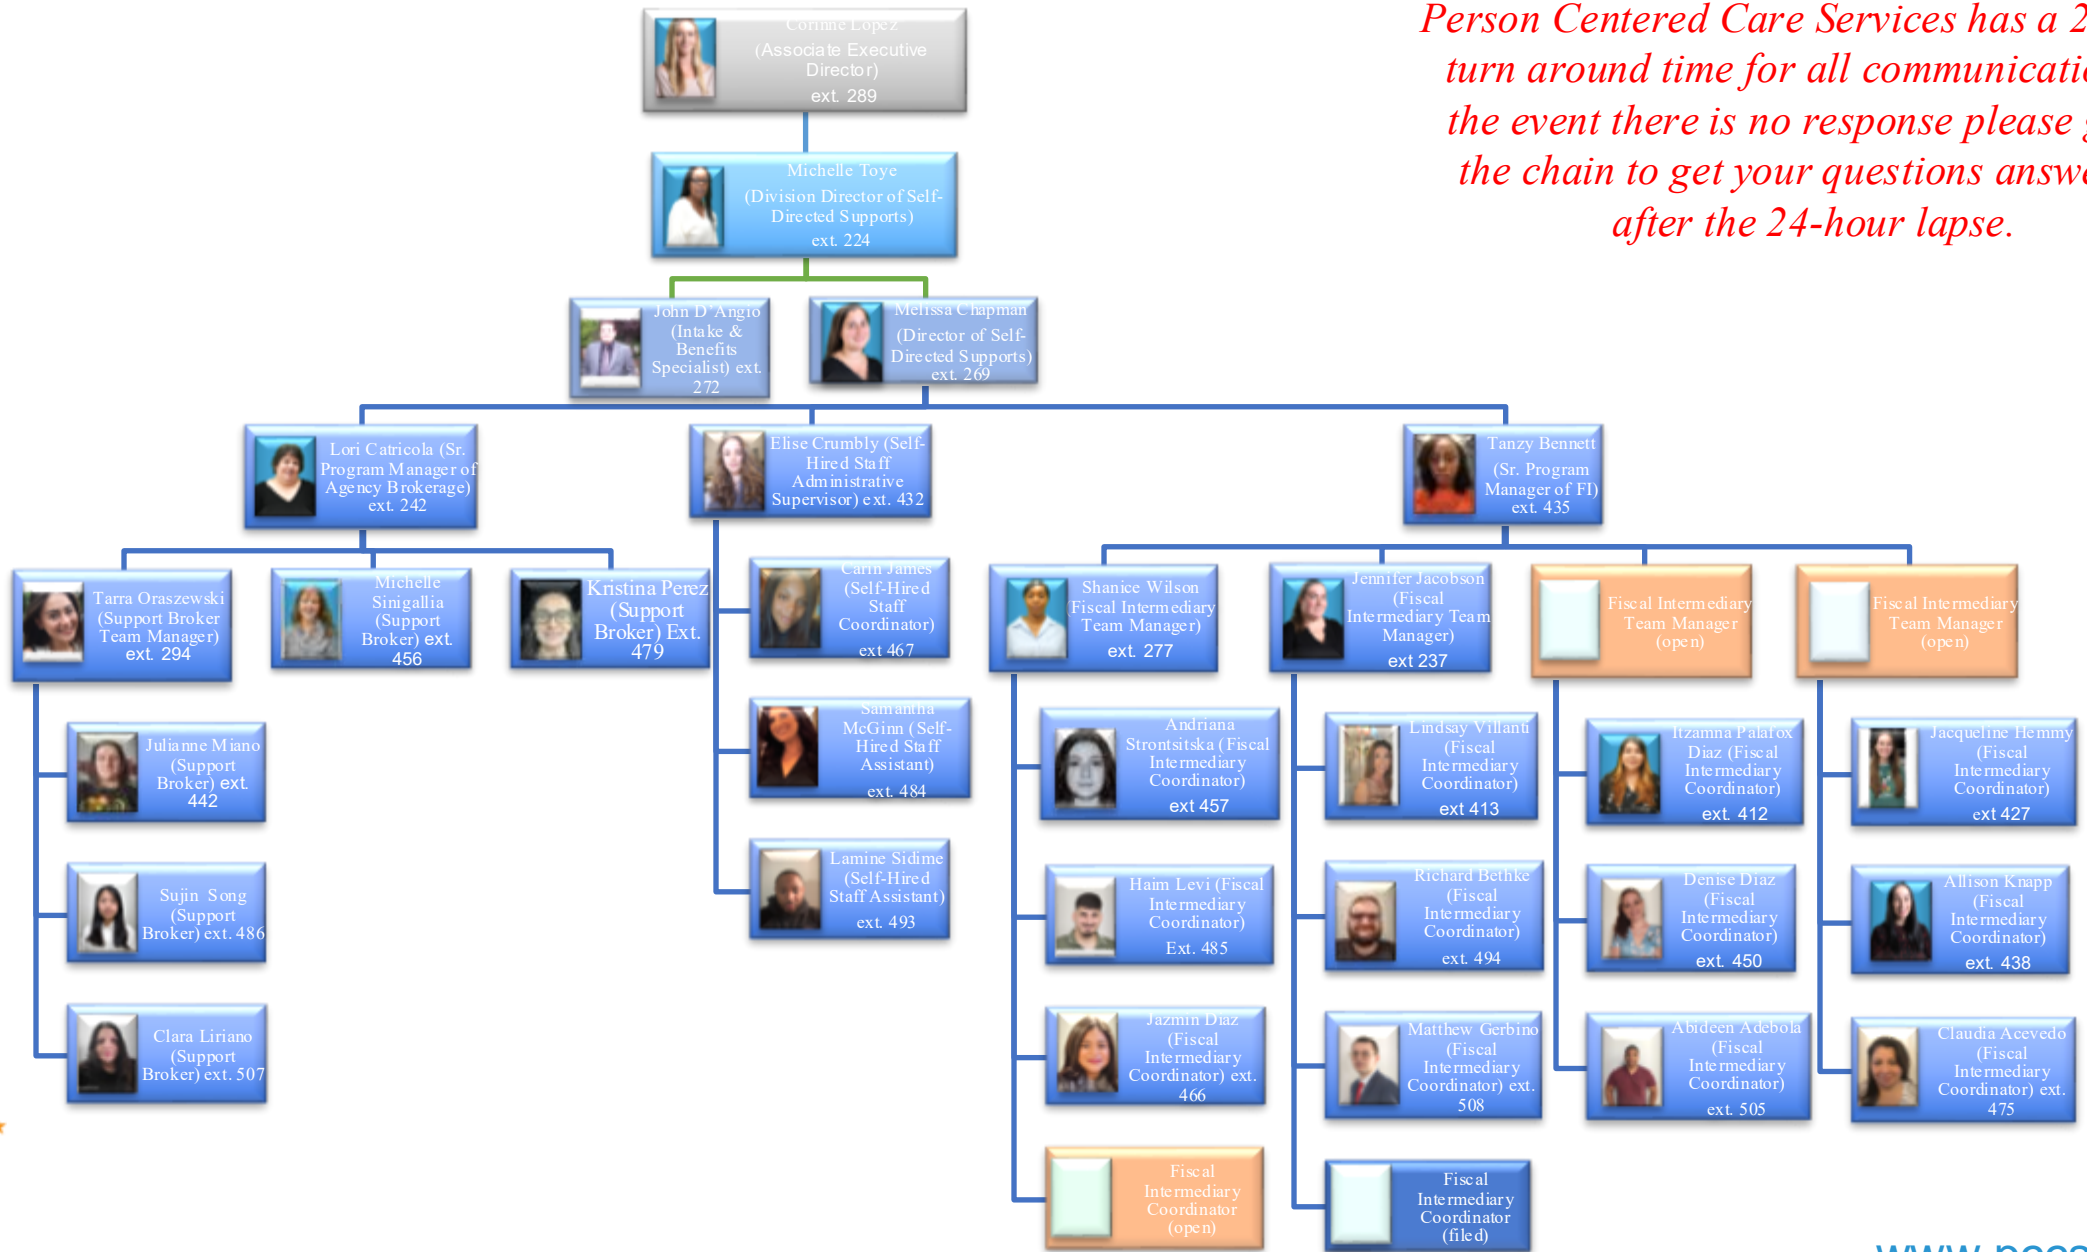 Corinne Lopez
(Associate Executive
Director)
ext. 289
Person Centered Care Services has a
turn around time for all
the event there is no response please
the chain to get your questions
after the 24-hour lapse.
Michelle Toye
(Division Director of Self-
Directed Supports)
ext. 224
John D'Angio
(Intake &
Benefits
Specialist) ext.
272
Melissa Chapman
(Director of Self-
Directed Supports)
ext. 269
Lori Catricola (Sr.
Program Manager of
Agency Brokerage)
ext. 242
Elise Crumbly (Self-
Hired Staff
Administrative
Supervisor) ext. 432
Tanzy Bennett
(Sr. Program
Manager of FI)
ext. 435
Tarra Oraszewski
(Support Broker
Team Manager)
ext. 294
Michelle
Sinigallia
(Support
Broker) ext.
456
Kristina Perez
(Support
Broker) Ext.
479
Carin James
(Self-Hired
Staff
Coordinator)
ext 467
Shanice Wilson
(Fiscal Intermediary
Team Manager)
ext. 277
Jennifer Jacobson
(Fiscal
Intermediary Team
Manager)
ext 237
Fiscal Intermediary
Team Manager
(open)
Fiscal Intermediary
Team Manager
(open)
Julianne Miano
(Support
Broker) ext.
442
Samantha
McGinn (Self-
Hired Staff
Assistant)
ext. 484
Andriana
Strontsitska (Fiscal
Intermediary
Coordinator)
ext 457
Lindsay Villanti
(Fiscal
Intermediary
Coordinator)
ext 413
Itzamna Palafox
Diaz (Fiscal
Intermediary
Coordinator)
ext. 412
Jacqueline Hemmy
(Fiscal
Intermediary
Coordinator)
ext 427
Sujin Song
(Support
Broker) ext. 486
Lamine Sidime
(Self-Hired
Staff Assistant)
ext. 493
Haim Levi (Fiscal
Intermediary
Coordinator)
Ext. 485
Richard Bethke
(Fiscal
Intermediary
Coordinator)
ext. 494
Denise Diaz
(Fiscal
Intermediary
Coordinator)
ext. 450
Allison Knapp
(Fiscal
Intermediary
Coordinator)
ext. 438
Clara Liriano
(Support
Broker) ext. 507
Jazmin Diaz
(Fiscal
Intermediary
Coordinator) ext.
466
Matthew Gerbino
(Fiscal
Intermediary
Coordinator) ext.
508
Abideen Adebola
(Fiscal
Intermediary
Coordinator)
ext. 505
Claudia Acevedo
(Fiscal
Intermediary
Coordinator) ext.
475
Fiscal
Intermediary
Coordinator
(open)
Fiscal
Intermediary
Coordinator
(filed)